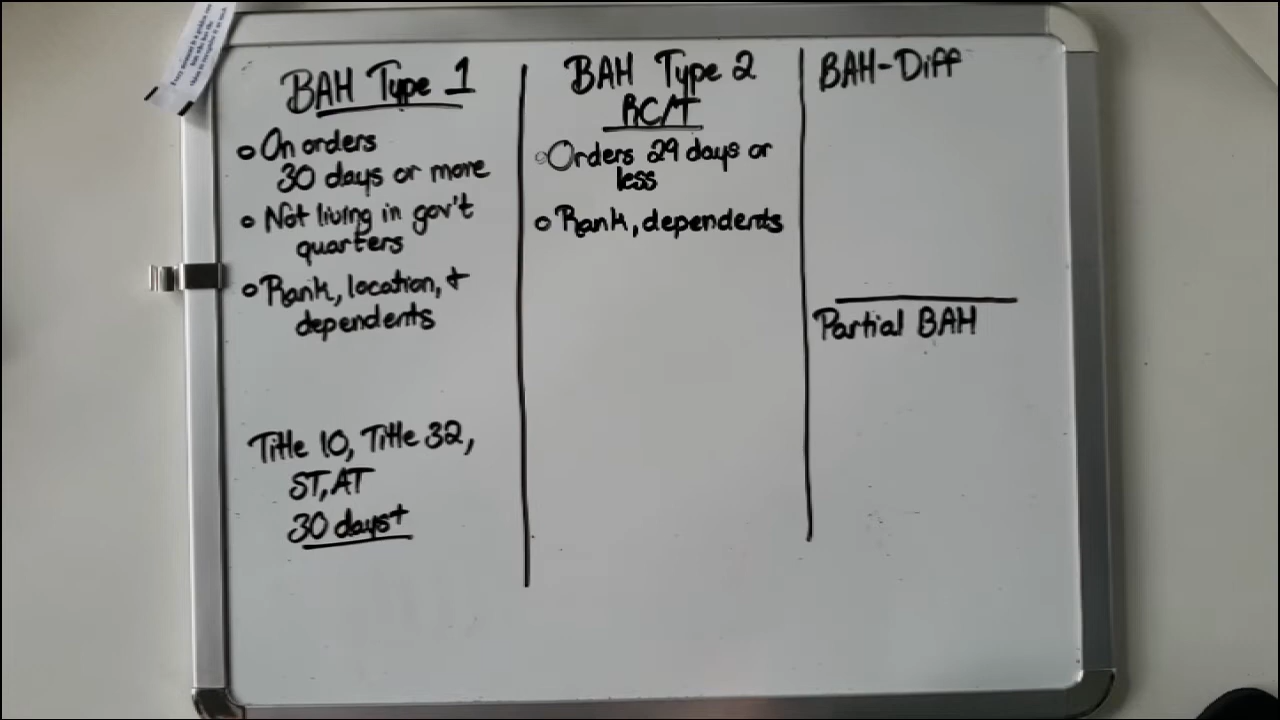 BAH Type 1
o On orders
30 days or more
o Not living in gov't
quarters
o Rank, location, +
dependents
Title 10, Title 32,
ST, AT
30 days+
BAH Type 2
RC/T
o Orders 29 days or
less
o Rank, dependents
BAH-Diff
Partial BAH